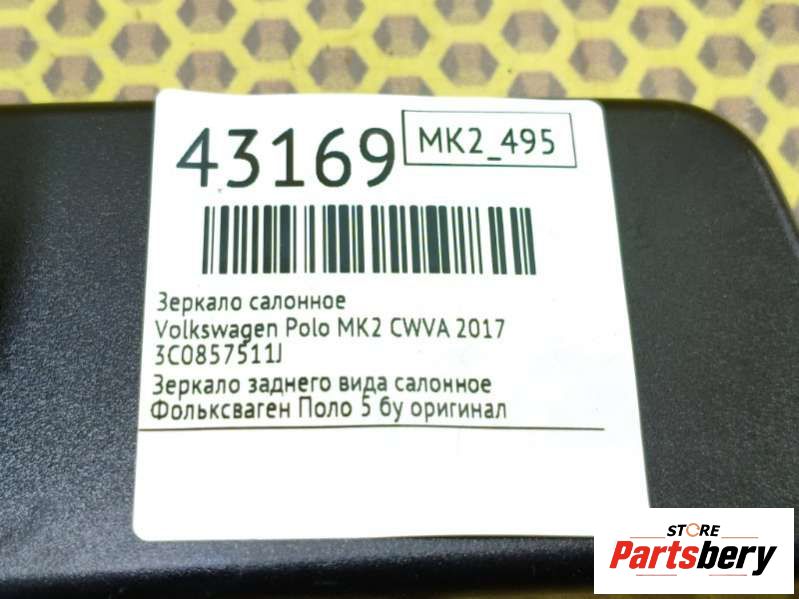 43169
MK2_495
Зеркало салонное
Volkswagen Polo MK2 CWVA 2017
3C0857511J
Зеркало заднего вида салонное
Фольксваген Поло 5 бу оригинал
STORE
Partsbery